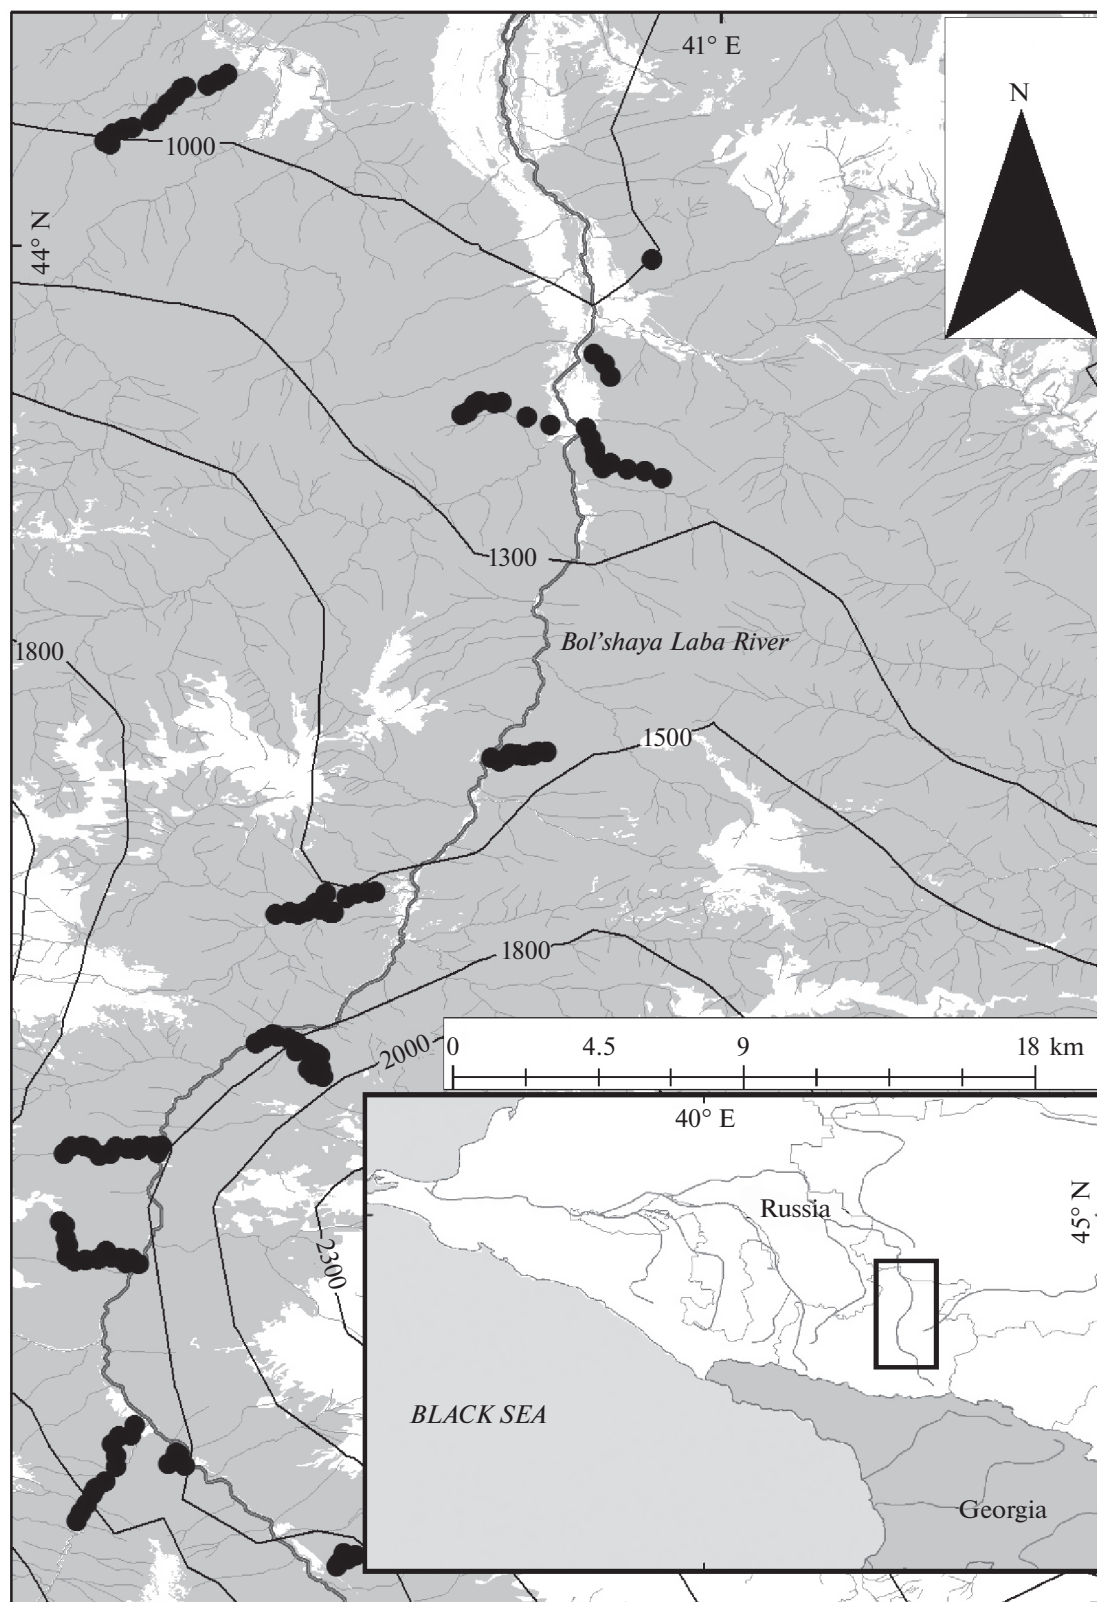 41° E
N
1000
44° N
1300
Bol’shaya Laba River
1800
1500
1800
2000
0 4.5 9 18 km
40° E
Russia
45° N
2300
BLACK SEA
Georgia